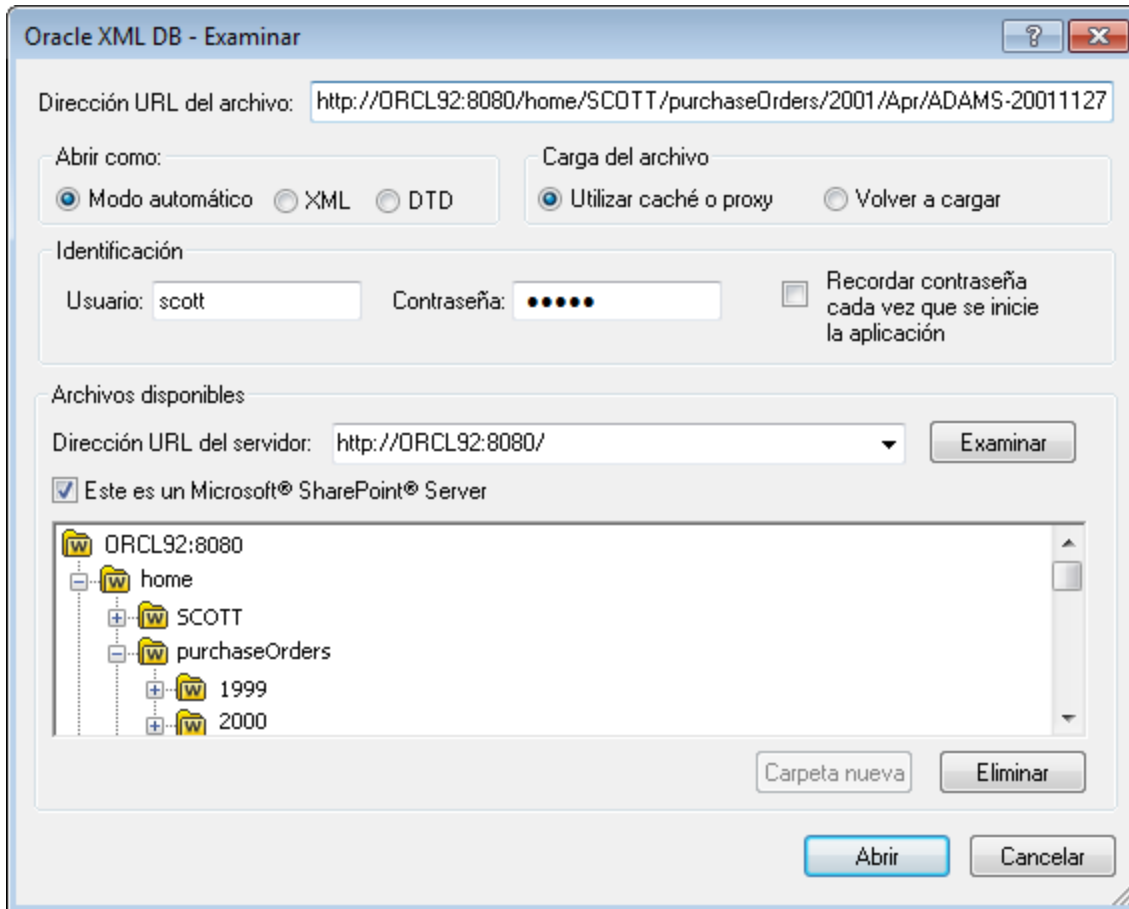 Oracle XML DB - Examinar
Dirección URL del archivo: http://ORCL92:8080/home/SCOTT/purchaseOrders/2001/Apr/ADAMS-20011127
Abrir como:
Modo automático XML DTD
Carga del archivo
Utilizar caché o proxy Volver a cargar
Identificación
Usuario: scott Contraseña: ●●●●●
Recordar contraseña
cada vez que se inicie
la aplicación
Archivos disponibles
Dirección URL del servidor: http://ORCL92:8080/ Examinar
Este es un Microsoft® SharePoint® Server
ORCL92:8080
home
SCOTT
purchaseOrders
1999
2000
Carpeta nueva Eliminar
Abrir Cancelar